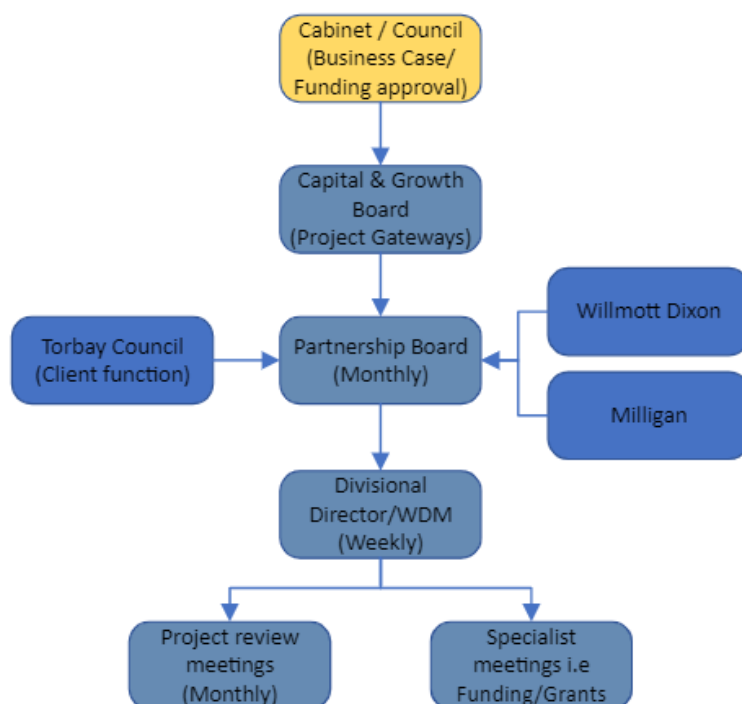 Cabinet / Council
(Business Case/
Funding approval)
Capital & Growth
Board
(Project Gateways)
Torbay Council
(Client function)
Partnership Board
(Monthly)
Willmott Dixon
Milligan
Divisional
Director/WDM
(Weekly)
Project review
meetings
(Monthly)
Specialist
meetings i.e
Funding/Grants